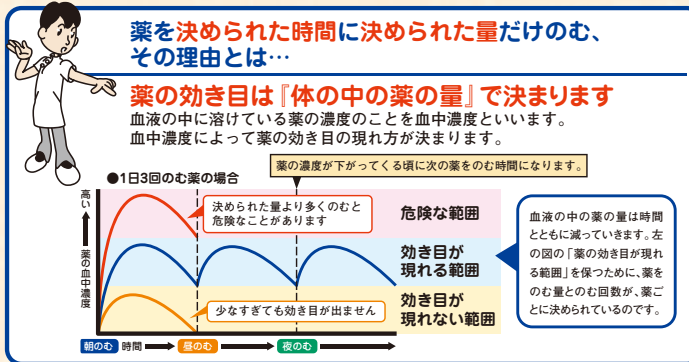 薬を決められた時間に決められた量だけのむ、
その理由とは…
薬の効き目は『体の中の薬の量』で決まります
血液の中に溶けている薬の濃度のことを血中濃度といいます。
血中濃度によって薬の効き目の現れ方が決まります。
薬の濃度が下がってくる頃に次の薬をのむ時間になります。
●1日3回のむ薬の場合
高い
薬の血中濃度
決められた量より多くのむと
危険なことがあります
危険な範囲
効き目が
現れる範囲
少なすぎても効き目が出ません
効き目が
現れない範囲
朝のむ 時間 昼のむ 夜のむ
血液の中の薬の量は時間
とともに減っていきます。左
の図の「薬の効き目が現れ
る範囲」を保つために、薬を
のむ量とのむ回数が、薬ご
とに決められているのです。